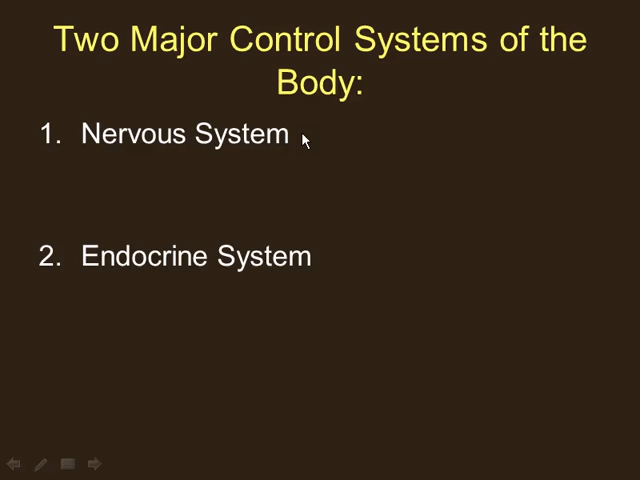 Two Major Control Systems of the
Body:
1. Nervous System
2. Endocrine System